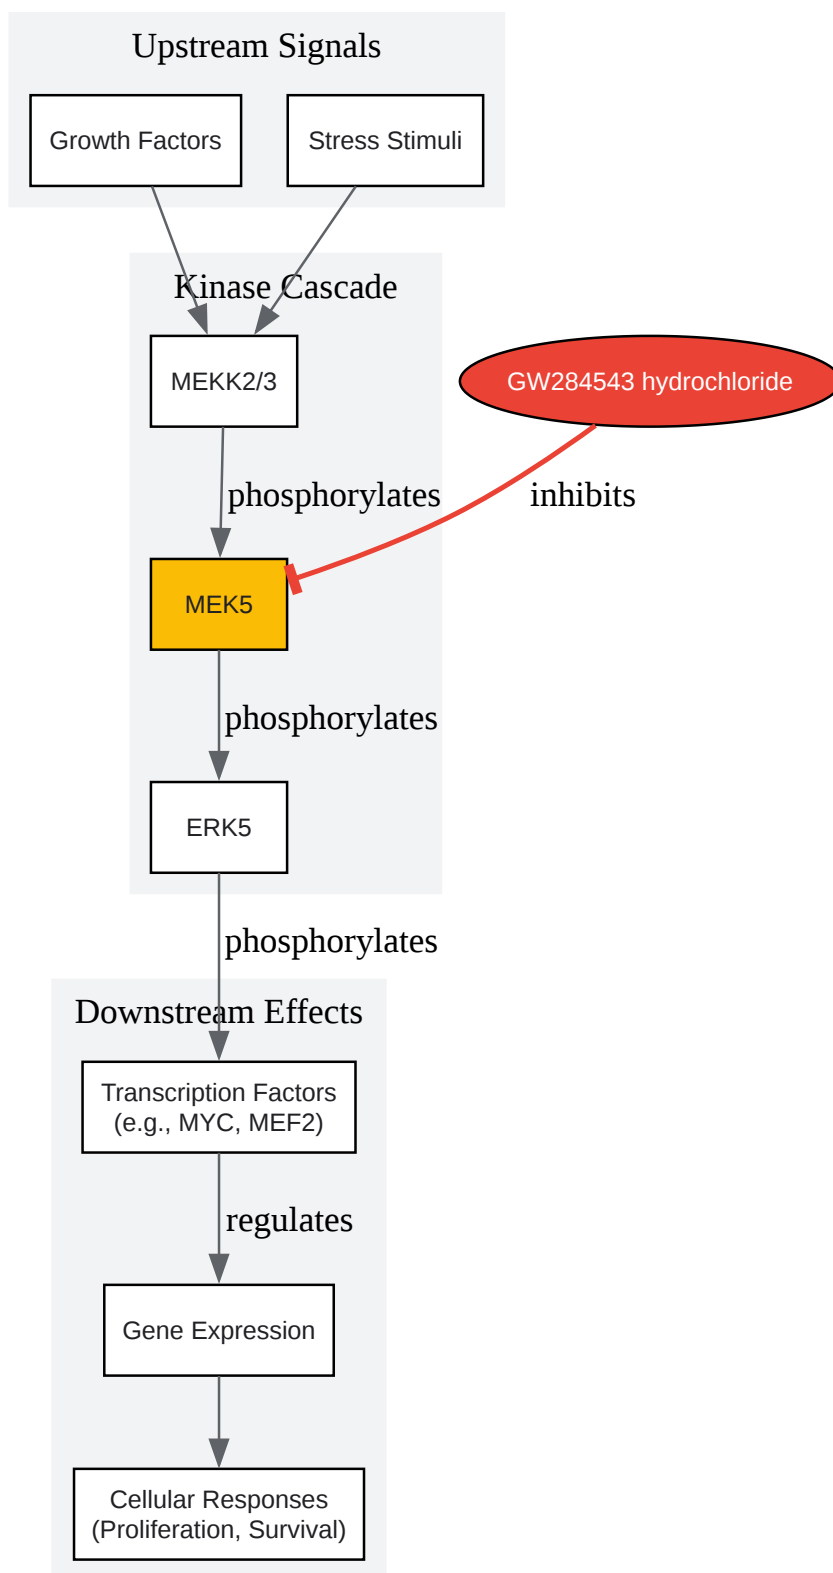 Upstream Signals
Growth Factors
Stress Stimuli
Kinase Cascade
MEKK2/3
GW284543 hydrochloride
phosphorylates
inhibits
MEK5
phosphorylates
ERK5
phosphorylates
Downstream Effects
Transcription Factors
(e.g., MYC, MEF2)
regulates
Gene Expression
Cellular Responses
(Proliferation, Survival)